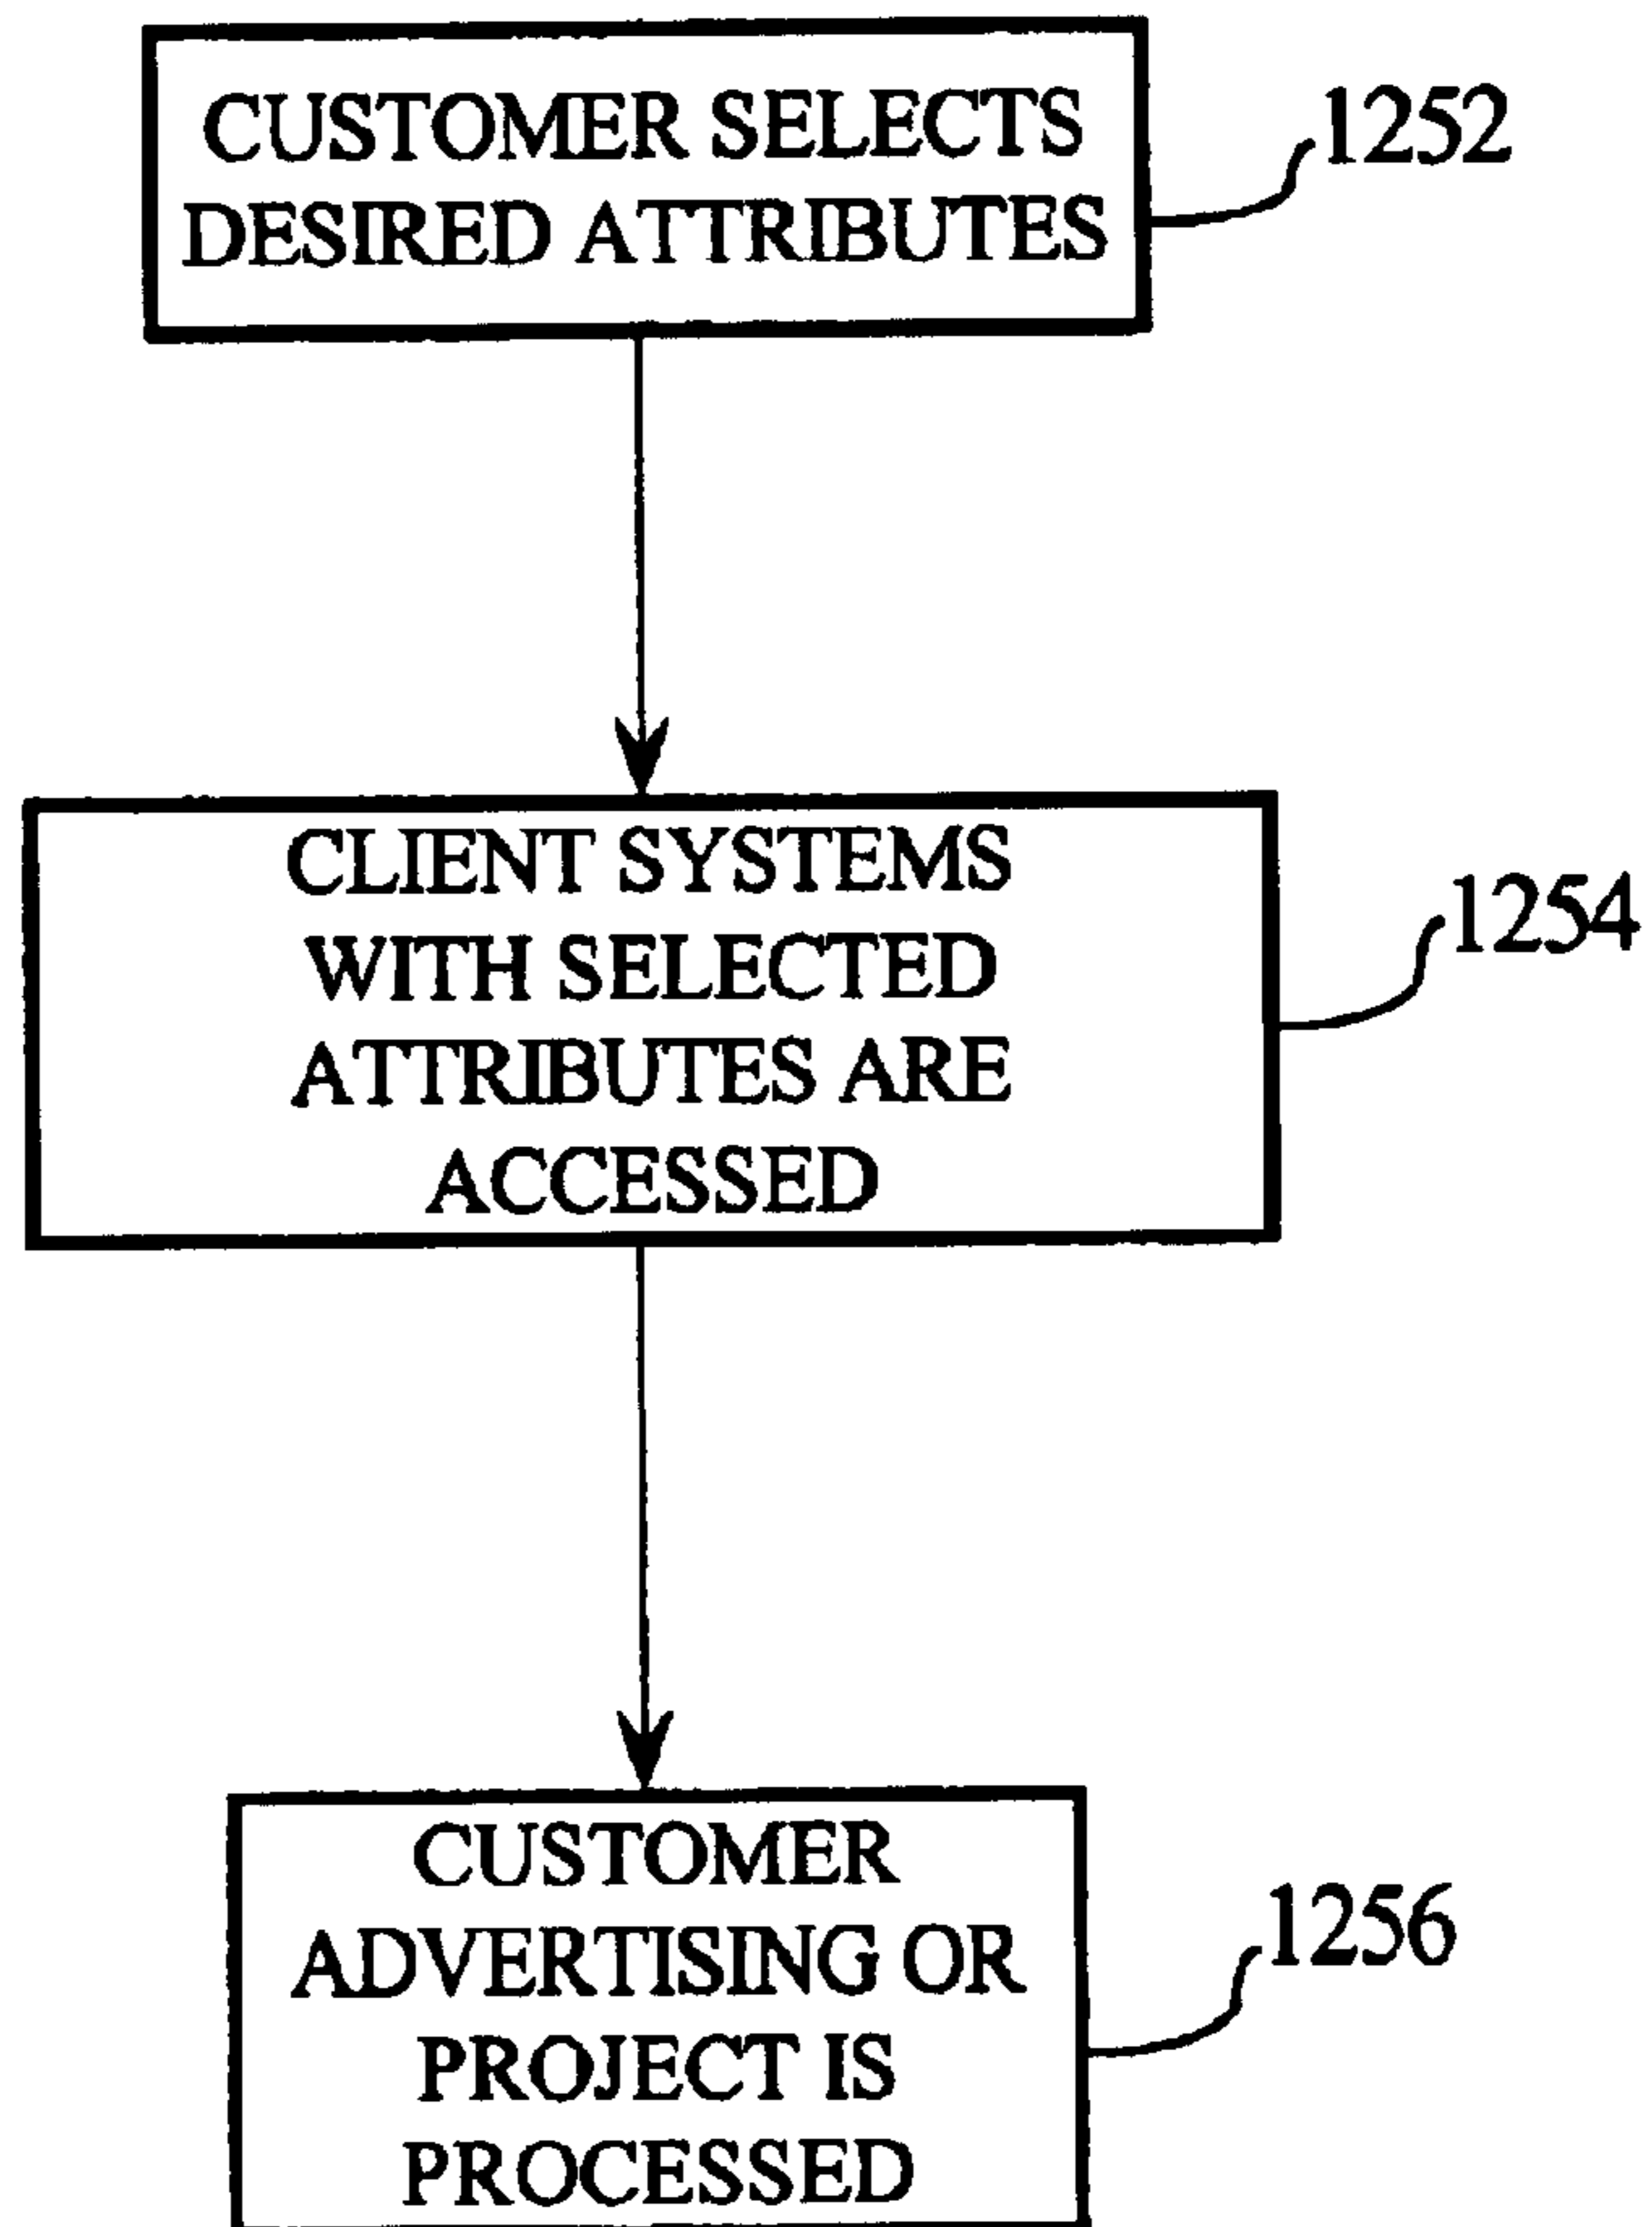 CUSTOMER SELECTS
DESIRED ATTRIBUTES
1252
CLIENT SYSTEMS
WITH SELECTED
ATTRIBUTES ARE
ACCESSED
1254
CUSTOMER
ADVERTISING OR
PROJECT IS
PROCESSED
1256